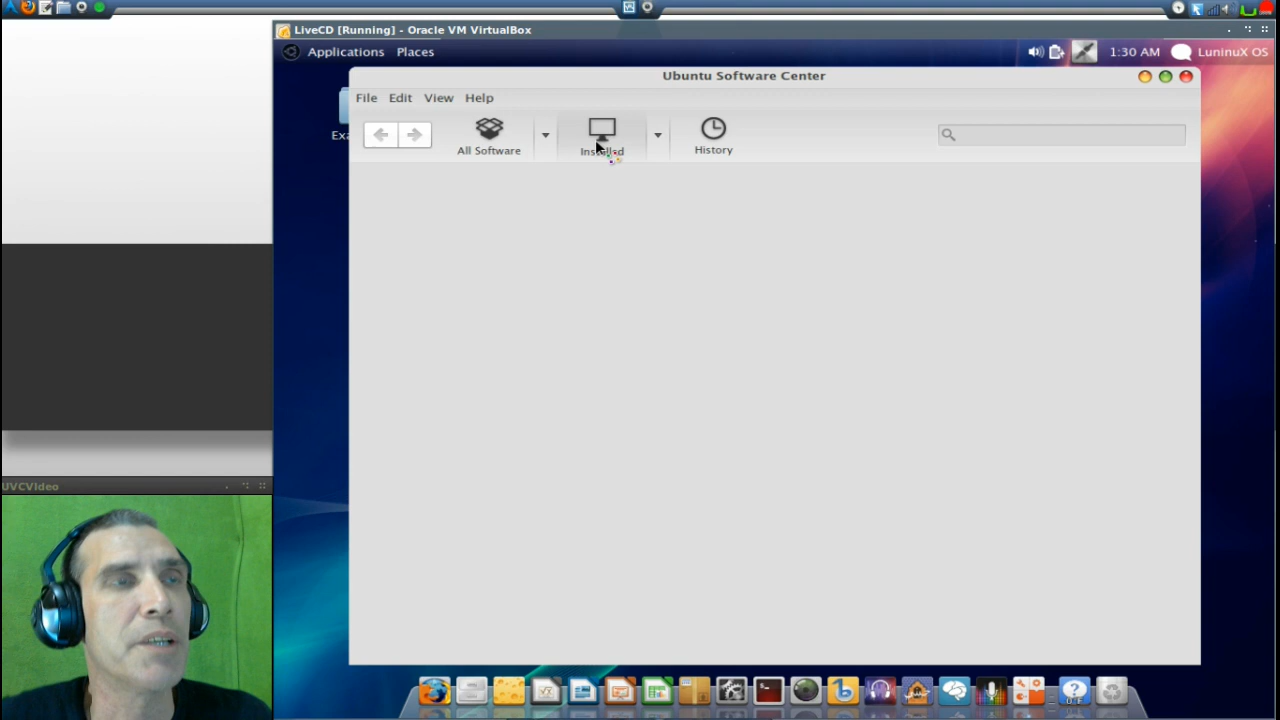 LiveCD [Running] - Oracle VM VirtualBox
Applications Places
1:30 AM LuninuX OS
Ubuntu Software Center
File Edit View Help
Exa
All Software Installed History
UVCVideo